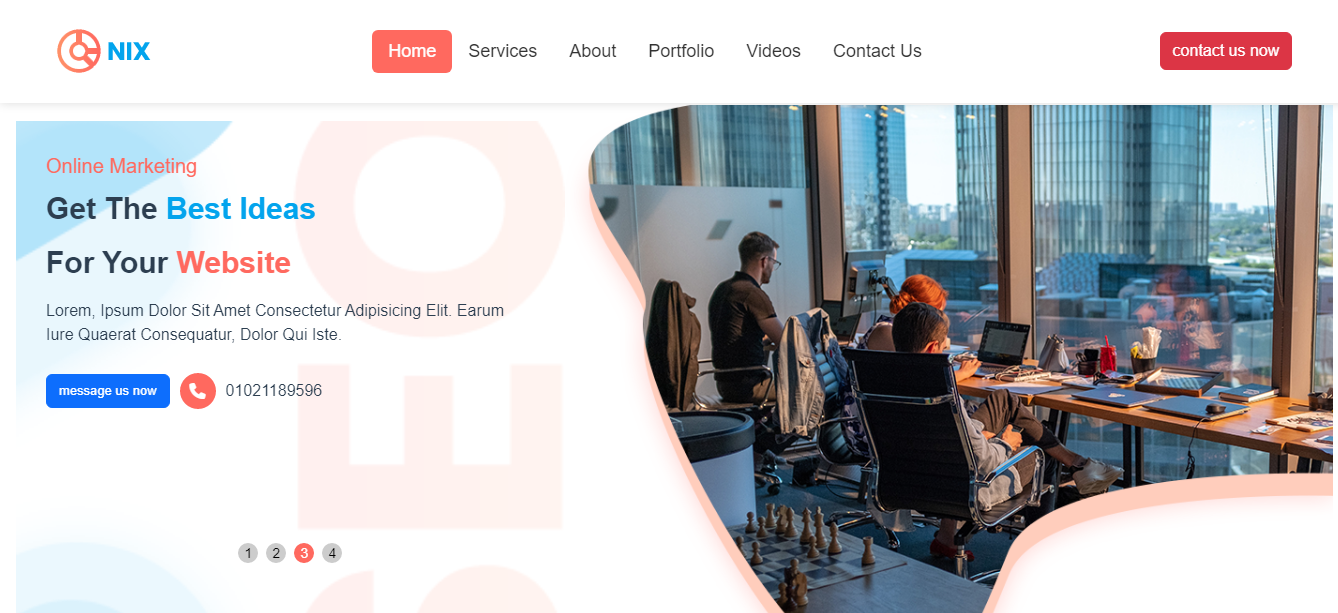 NIX
Home Services About Portfolio Videos Contact Us
contact us now
Online Marketing
Get The Best Ideas
For Your Website
Lorem, Ipsum Dolor Sit Amet Consectetur Adipisicing Elit. Earum
Iure Quaerat Consequatur, Dolor Qui Iste.
message us now
01021189596
1 2 3 4
SEO